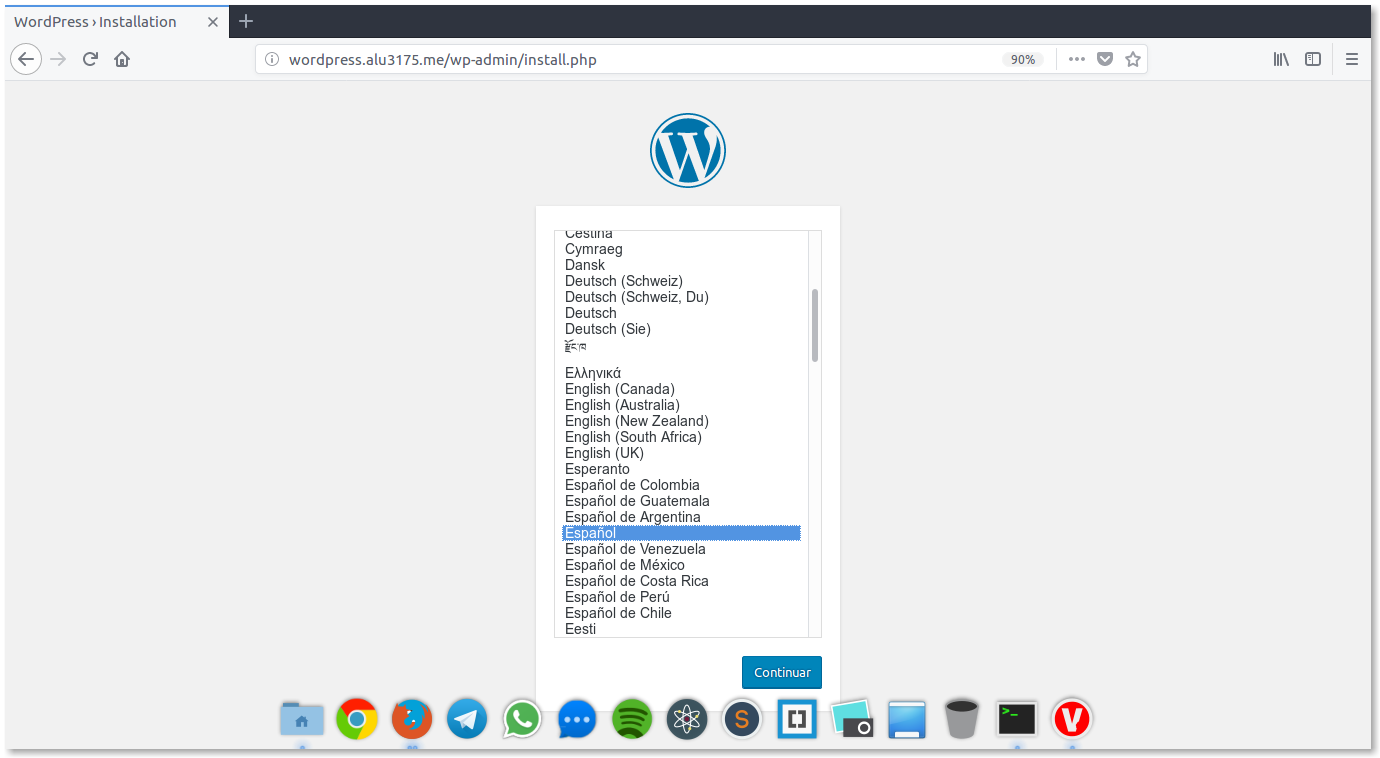 WordPress › Installation
wordpress.alu3175.me/wp-admin/install.php
90%
Čeština
Cymraeg
Dansk
Deutsch (Schweiz)
Deutsch (Schweiz, Du)
Deutsch
Deutsch (Sie)
རྫོང་ཁ
Ελληνικά
English (Canada)
English (Australia)
English (New Zealand)
English (South Africa)
English (UK)
Esperanto
Español de Colombia
Español de Guatemala
Español de Argentina
Español
Español de Venezuela
Español de México
Español de Costa Rica
Español de Perú
Español de Chile
Eesti
Continuar